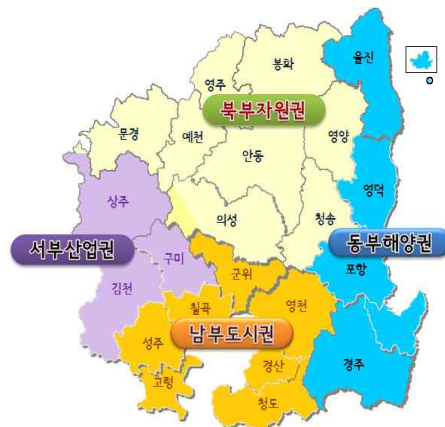 울진
봉화
영주
북부자원권
문경
예천
영양
안동
상주
영덕
의성
청송
서부산업권
구미
동부해양권
군위
포항
김천
칠곡
영천
남부도시권
성주
경산
경주
고령
청도